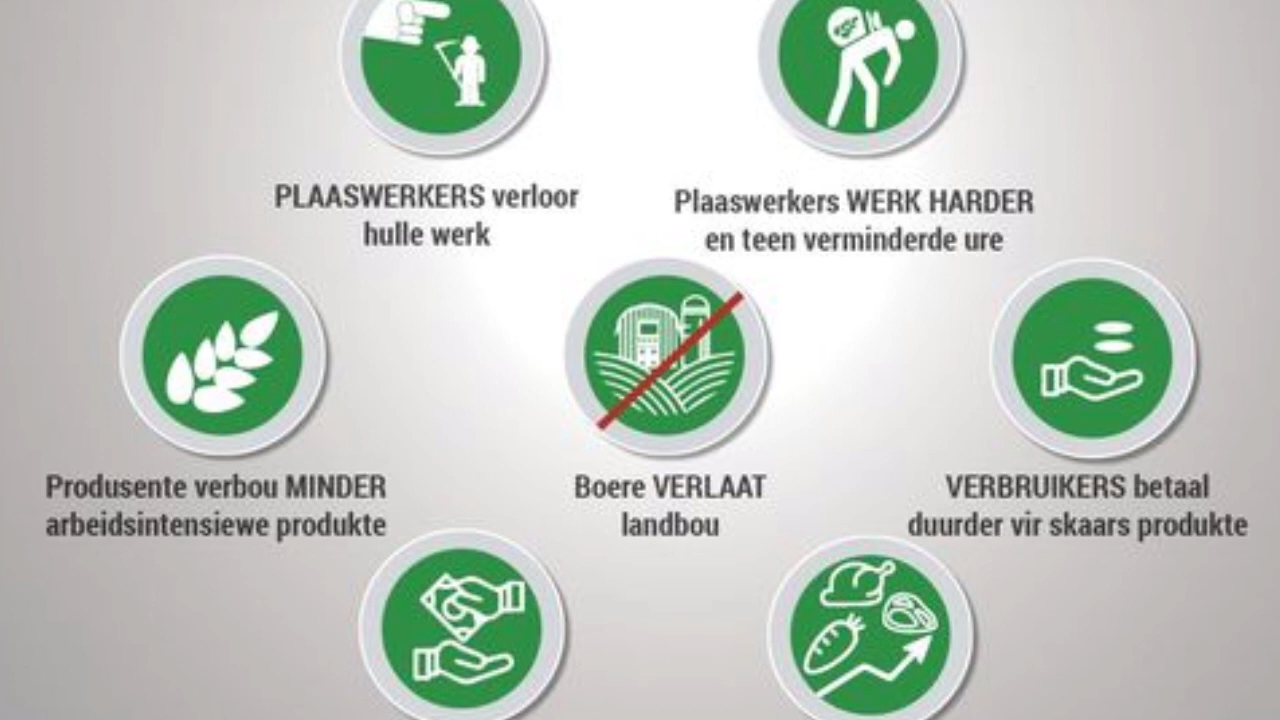 PLAASWERKERS verloor
hulle werk
Plaaswerkers WERK HARDER
en teen verminderde ure
Produsente verbou MINDER
arbeidsintensiewe produkte
Boere VERLAAT
landbou
VERBRUIKERS betaal
duurder vir skaars produkte